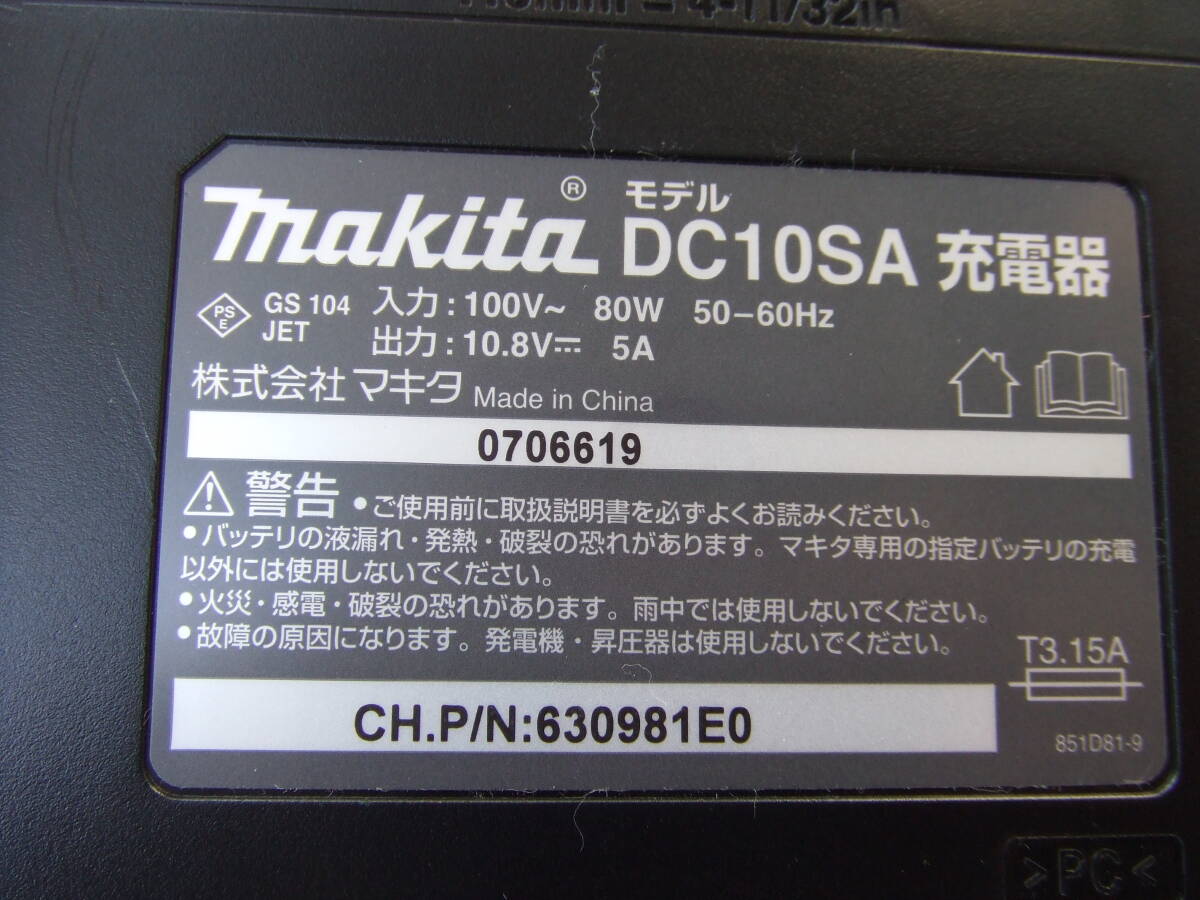 110mm = 4-11/32in
makita® モデル DC10SA 充電器
PS E GS 104 JET
入力:100V~ 80W 50-60Hz
出力:10.8V⎓ 5A
株式会社マキタ Made in China
0706619
警告 •ご使用前に取扱説明書を必ずよくお読みください。
•バッテリの液漏れ・発熱・破裂の恐れがあります。マキタ専用の指定バッテリの充電
以外には使用しないでください。
•火災・感電・破裂の恐れがあります。雨中では使用しないでください。
•故障の原因になります。発電機・昇圧器は使用しないでください。
T3.15A
CH.P/N:630981E0
851D81-9
>PC<